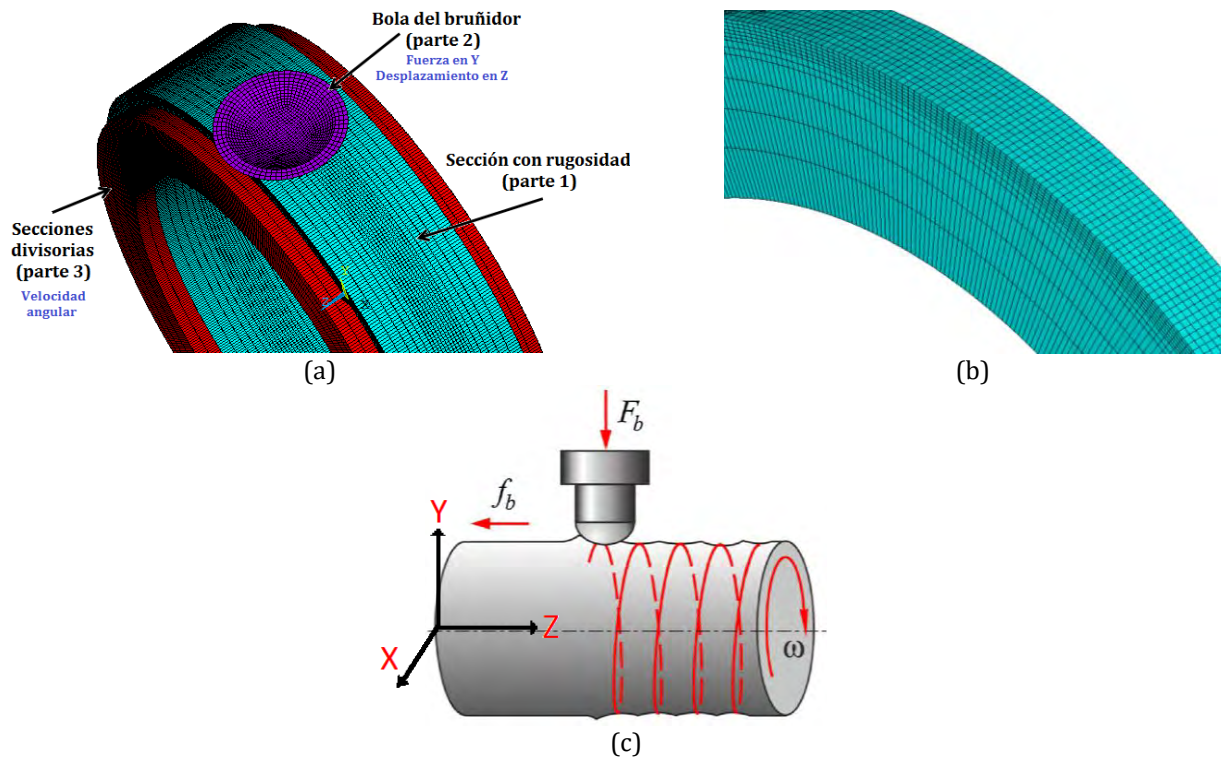 Bola del bruñidor
(parte 2)
Fuerza en Y
Desplazamiento en Z
Sección con rugosidad
(parte 1)
Secciones
divisorias
(parte 3)
Velocidad
angular
Y
Z
X
(a)
(b)
F_b
f_b
Y
Z
X
ω
(c)